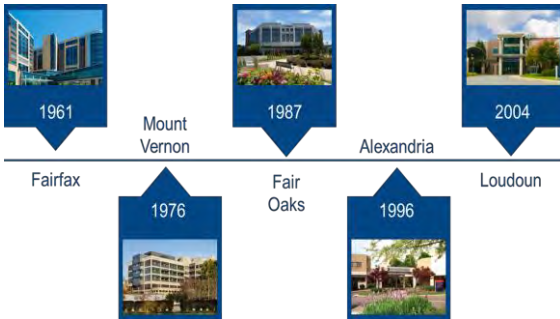 1961
Fairfax
Mount
Vernon
1976
1987
Fair
Oaks
Alexandria
1996
2004
Loudoun